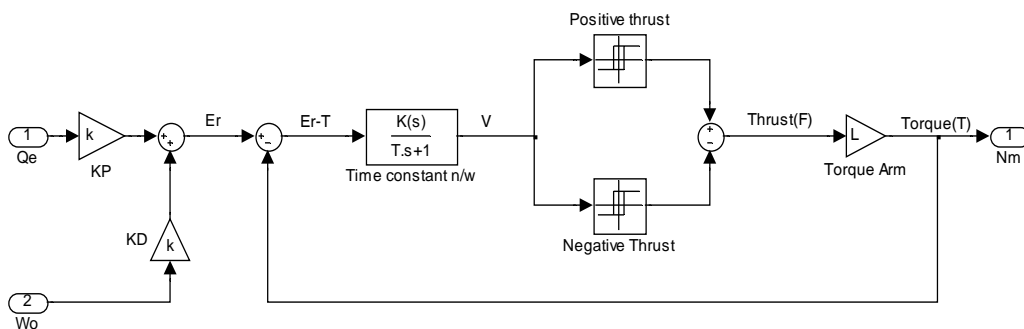 Positive thrust
K(s)
T.s+1
Time constant n/w
1
Qe
k
KP
+
+
Er
+
−
Er-T
V
+
−
Thrust(F)
L
Torque Arm
Torque(T)
1
Nm
Negative Thrust
KD
k
2
Wo